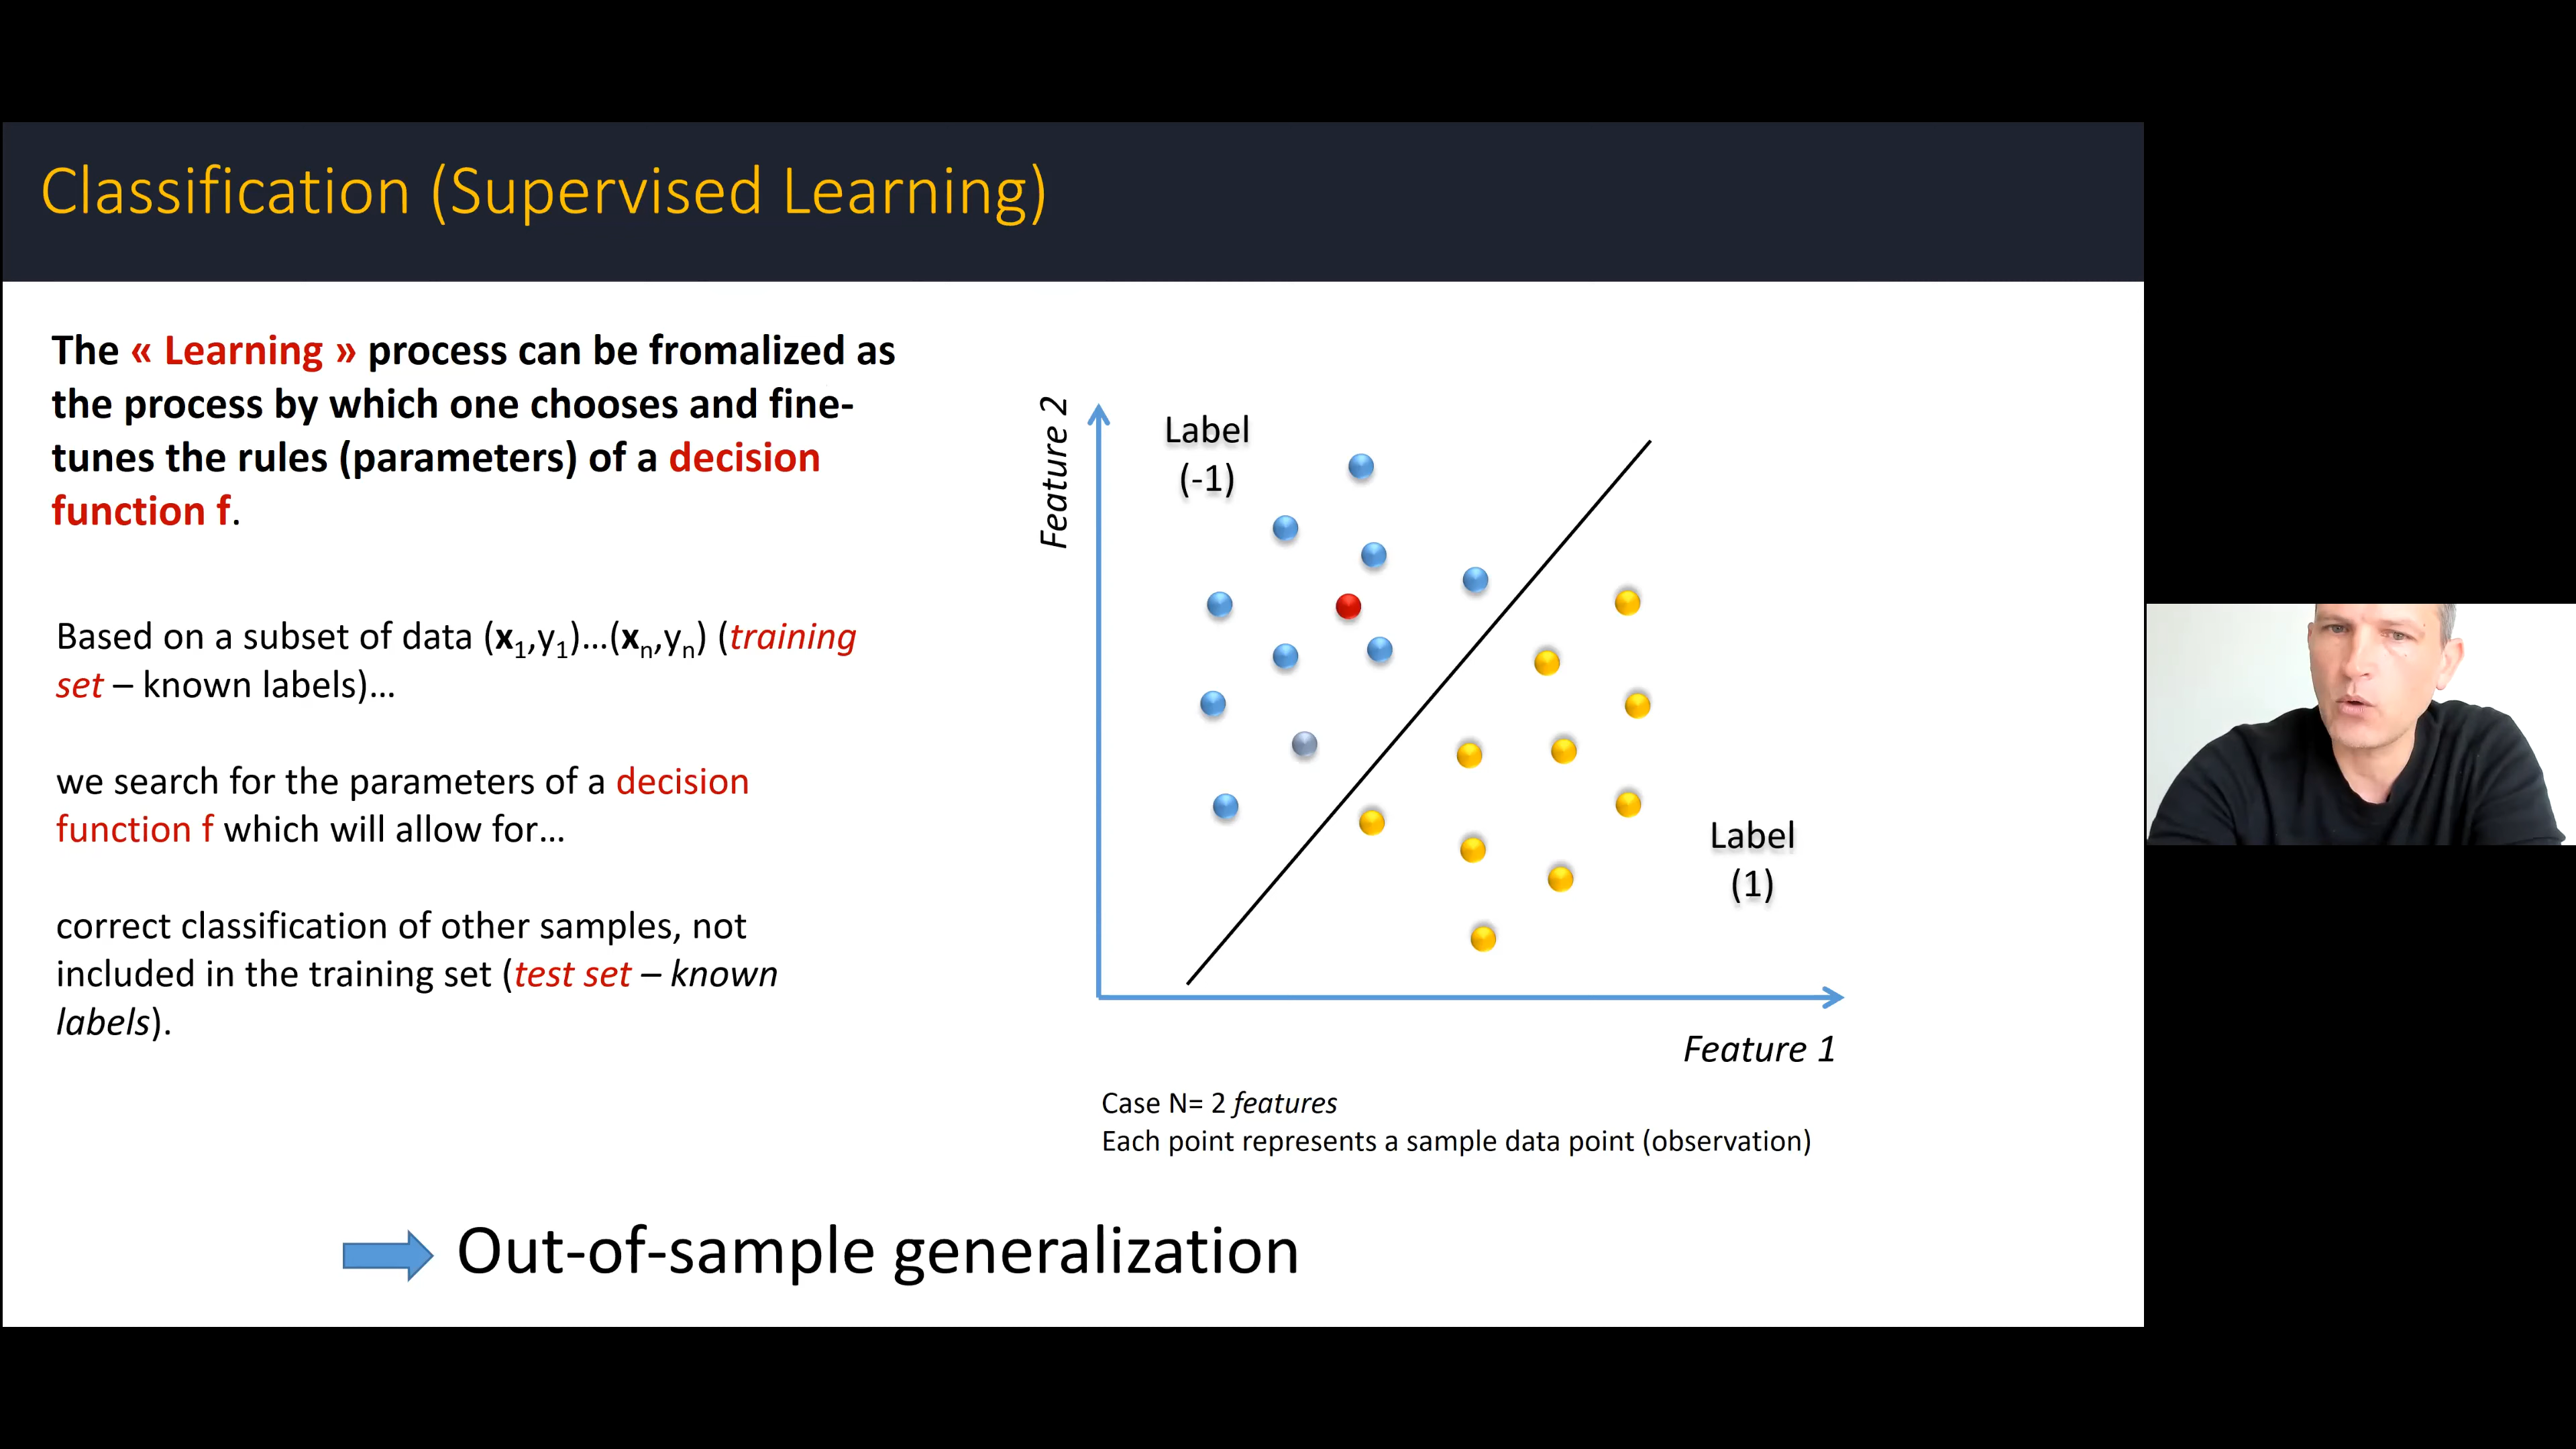 Classification (Supervised Learning)
The « Learning » process can be fromalized as
the process by which one chooses and fine-
tunes the rules (parameters) of a decision
function f.
Based on a subset of data (x1,y1)…(xn,yn) (training
set – known labels)…
we search for the parameters of a decision
function f which will allow for…
correct classification of other samples, not
included in the training set (test set – known
labels).
Feature 2
Label
(-1)
Label
(1)
Feature 1
Case N= 2 features
Each point represents a sample data point (observation)
Out-of-sample generalization